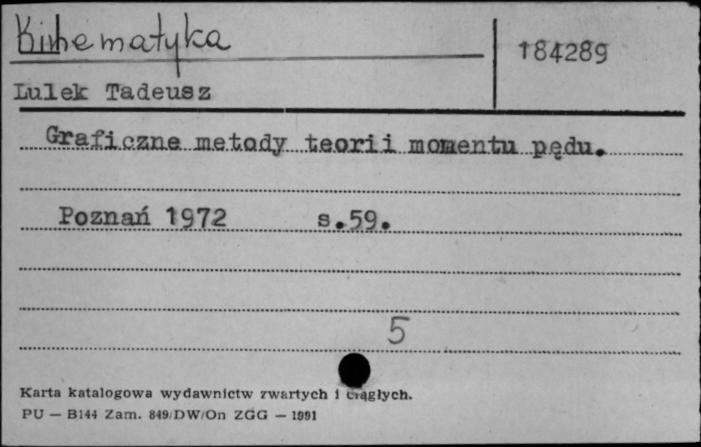 Kinematyka
184289
Lulek Tadeusz
Graficzne metody teorii momentu pędu.
Poznań 1972 s.59.
5
Karta katalogowa wydawnictw zwartych i ciągłych.
PU — B144 Zam. 849/DW/On ZGG — 1991